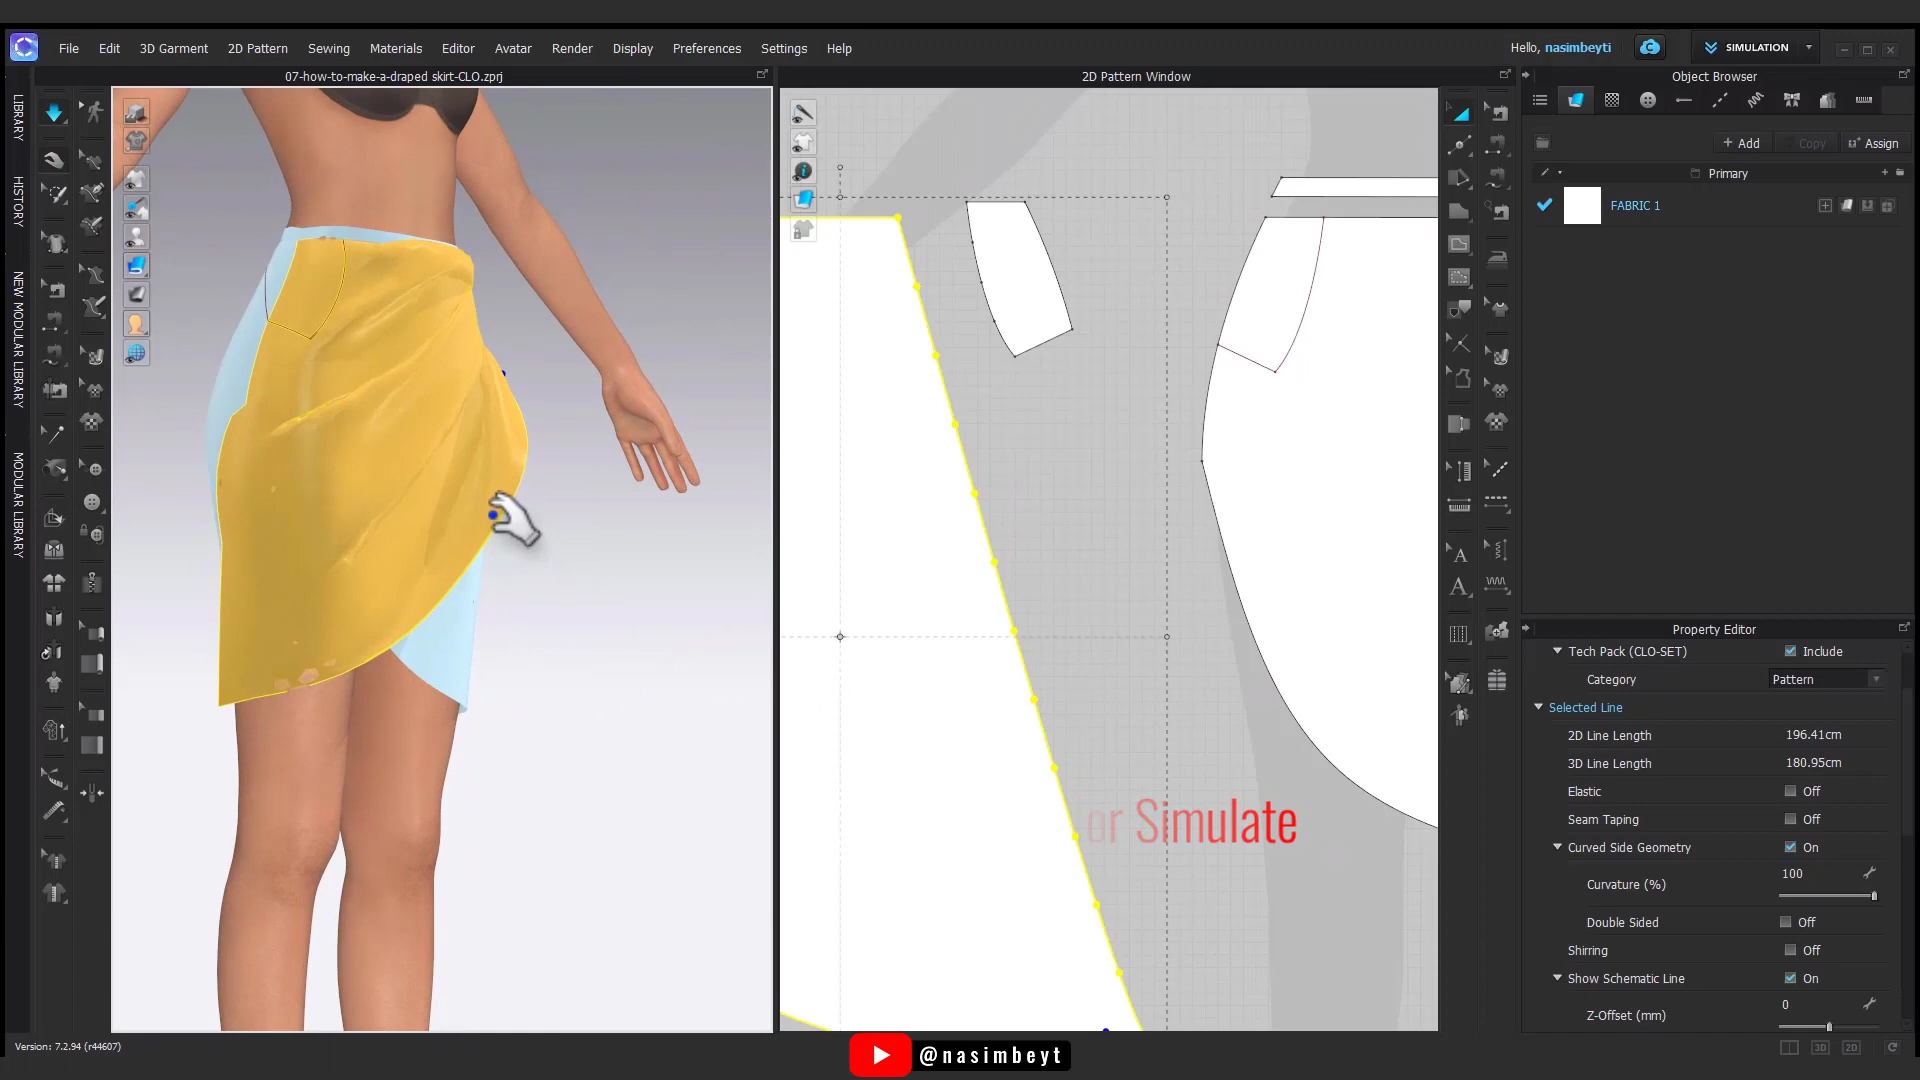 File Edit 3D Garment 2D Pattern Sewing Materials Editor Avatar Render Display Preferences Settings Help
Hello, nasimbeyti
SIMULATION
07-how-to-make-a-draped skirt-CLO.zprj
2D Pattern Window
Object Browser
LIBRARY
HISTORY
NEW MODULAR LIBRARY
MODULAR LIBRARY
+ Add
Copy
Assign
Primary
FABRIC 1
Property Editor
Tech Pack (CLO-SET) Include
Category Pattern
Selected Line
2D Line Length 196.41cm
3D Line Length 180.95cm
Elastic Off
Seam Taping Off
Curved Side Geometry On
Curvature (%) 100
Double Sided Off
Shirring Off
Show Schematic Line On
Z-Offset (mm) 0
or Simulate
Version: 7.2.94 (r44607)
@nasimbeyt
3D
2D